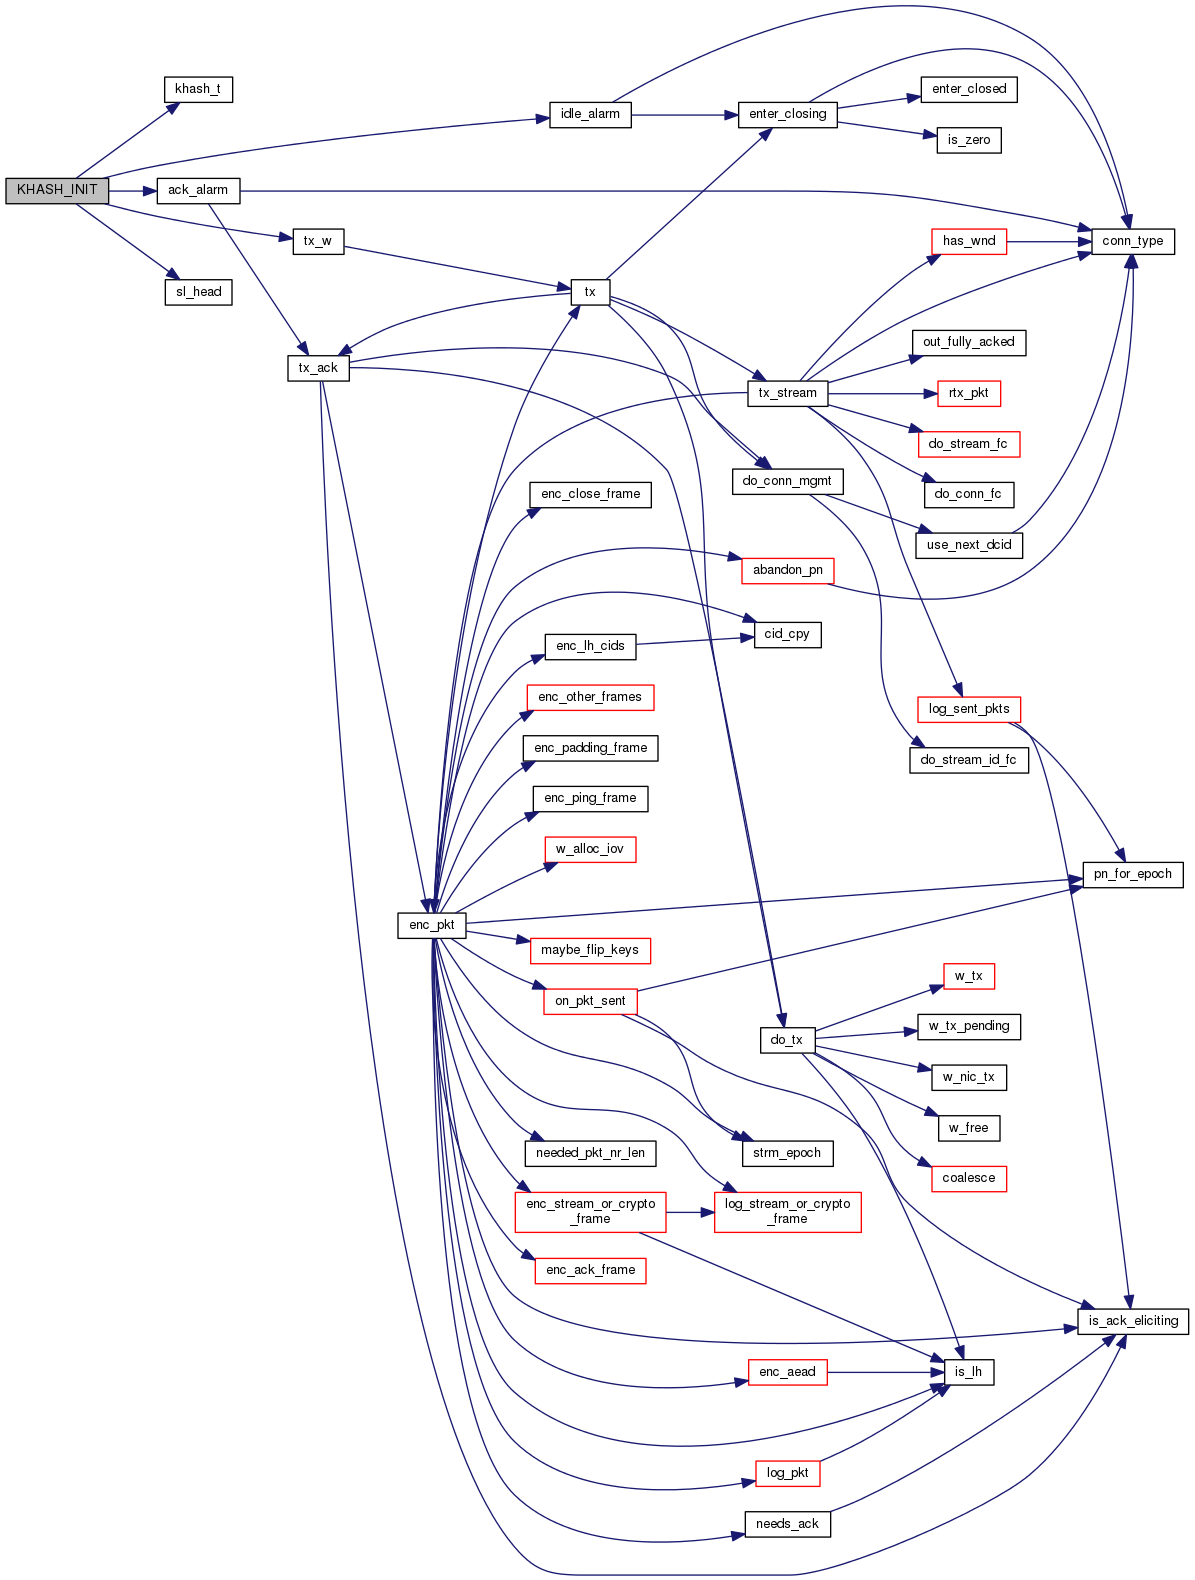 khash_t
enter_closed
idle_alarm
enter_closing
is_zero
KHASH_INIT
ack_alarm
tx_w
has_wnd
conn_type
sl_head
tx
out_fully_acked
tx_ack
tx_stream
rtx_pkt
do_stream_fc
do_conn_mgmt
enc_close_frame
do_conn_fc
use_next_dcid
abandon_pn
cid_cpy
enc_lh_cids
enc_other_frames
log_sent_pkts
enc_padding_frame
do_stream_id_fc
enc_ping_frame
w_alloc_iov
pn_for_epoch
enc_pkt
maybe_flip_keys
w_tx
on_pkt_sent
w_tx_pending
do_tx
w_nic_tx
w_free
needed_pkt_nr_len
strm_epoch
coalesce
enc_stream_or_crypto
_frame
log_stream_or_crypto
_frame
enc_ack_frame
is_ack_eliciting
enc_aead
is_lh
log_pkt
needs_ack